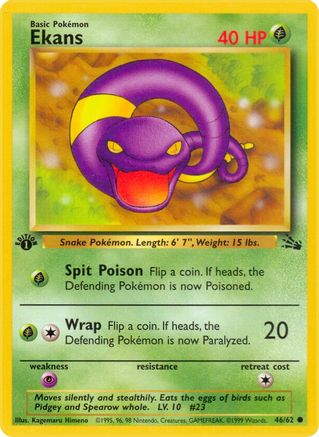 Basic Pokémon
Ekans 40 HP
EDITION 1
Snake Pokémon. Length: 6' 7", Weight: 15 lbs.
Spit Poison Flip a coin. If heads, the
Defending Pokémon is now Poisoned.
Wrap Flip a coin. If heads, the 20
Defending Pokémon is now Paralyzed.
weakness resistance retreat cost
Moves silently and stealthily. Eats the eggs of birds such as
Pidgey and Spearow whole. LV. 10 #23
Illus. Kagemaru Himeno ©1995, 96, 98 Nintendo, Creatures, GAMEFREAK. ©1999 Wizards. 46/62